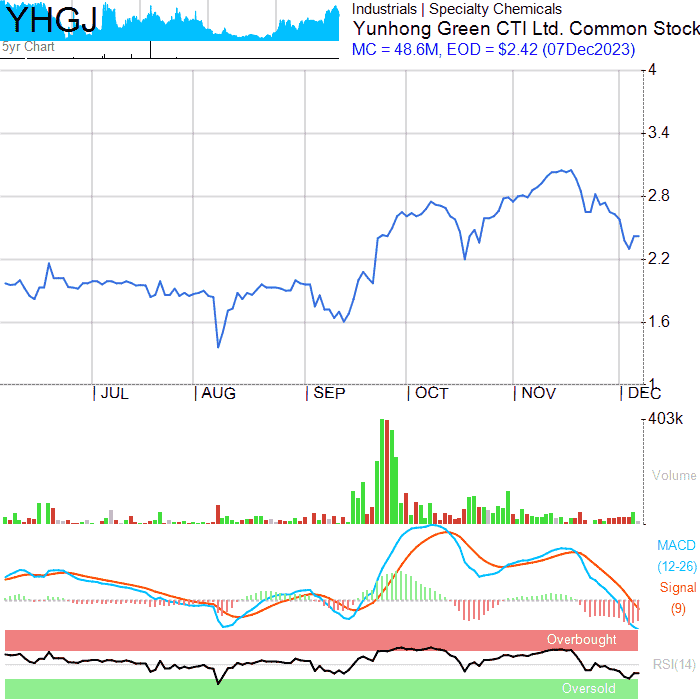 YHGJ
5yr Chart
Industrials | Specialty Chemicals
Yunhong Green CTI Ltd. Common Stock
MC = 48.6M, EOD = $2.42 (07Dec2023)
4
3.4
2.8
2.2
1.6
1
| JUL | AUG | SEP | OCT | NOV | DEC
403k
Volume
MACD
(12-26)
Signal
(9)
Overbought
RSI(14)
Oversold